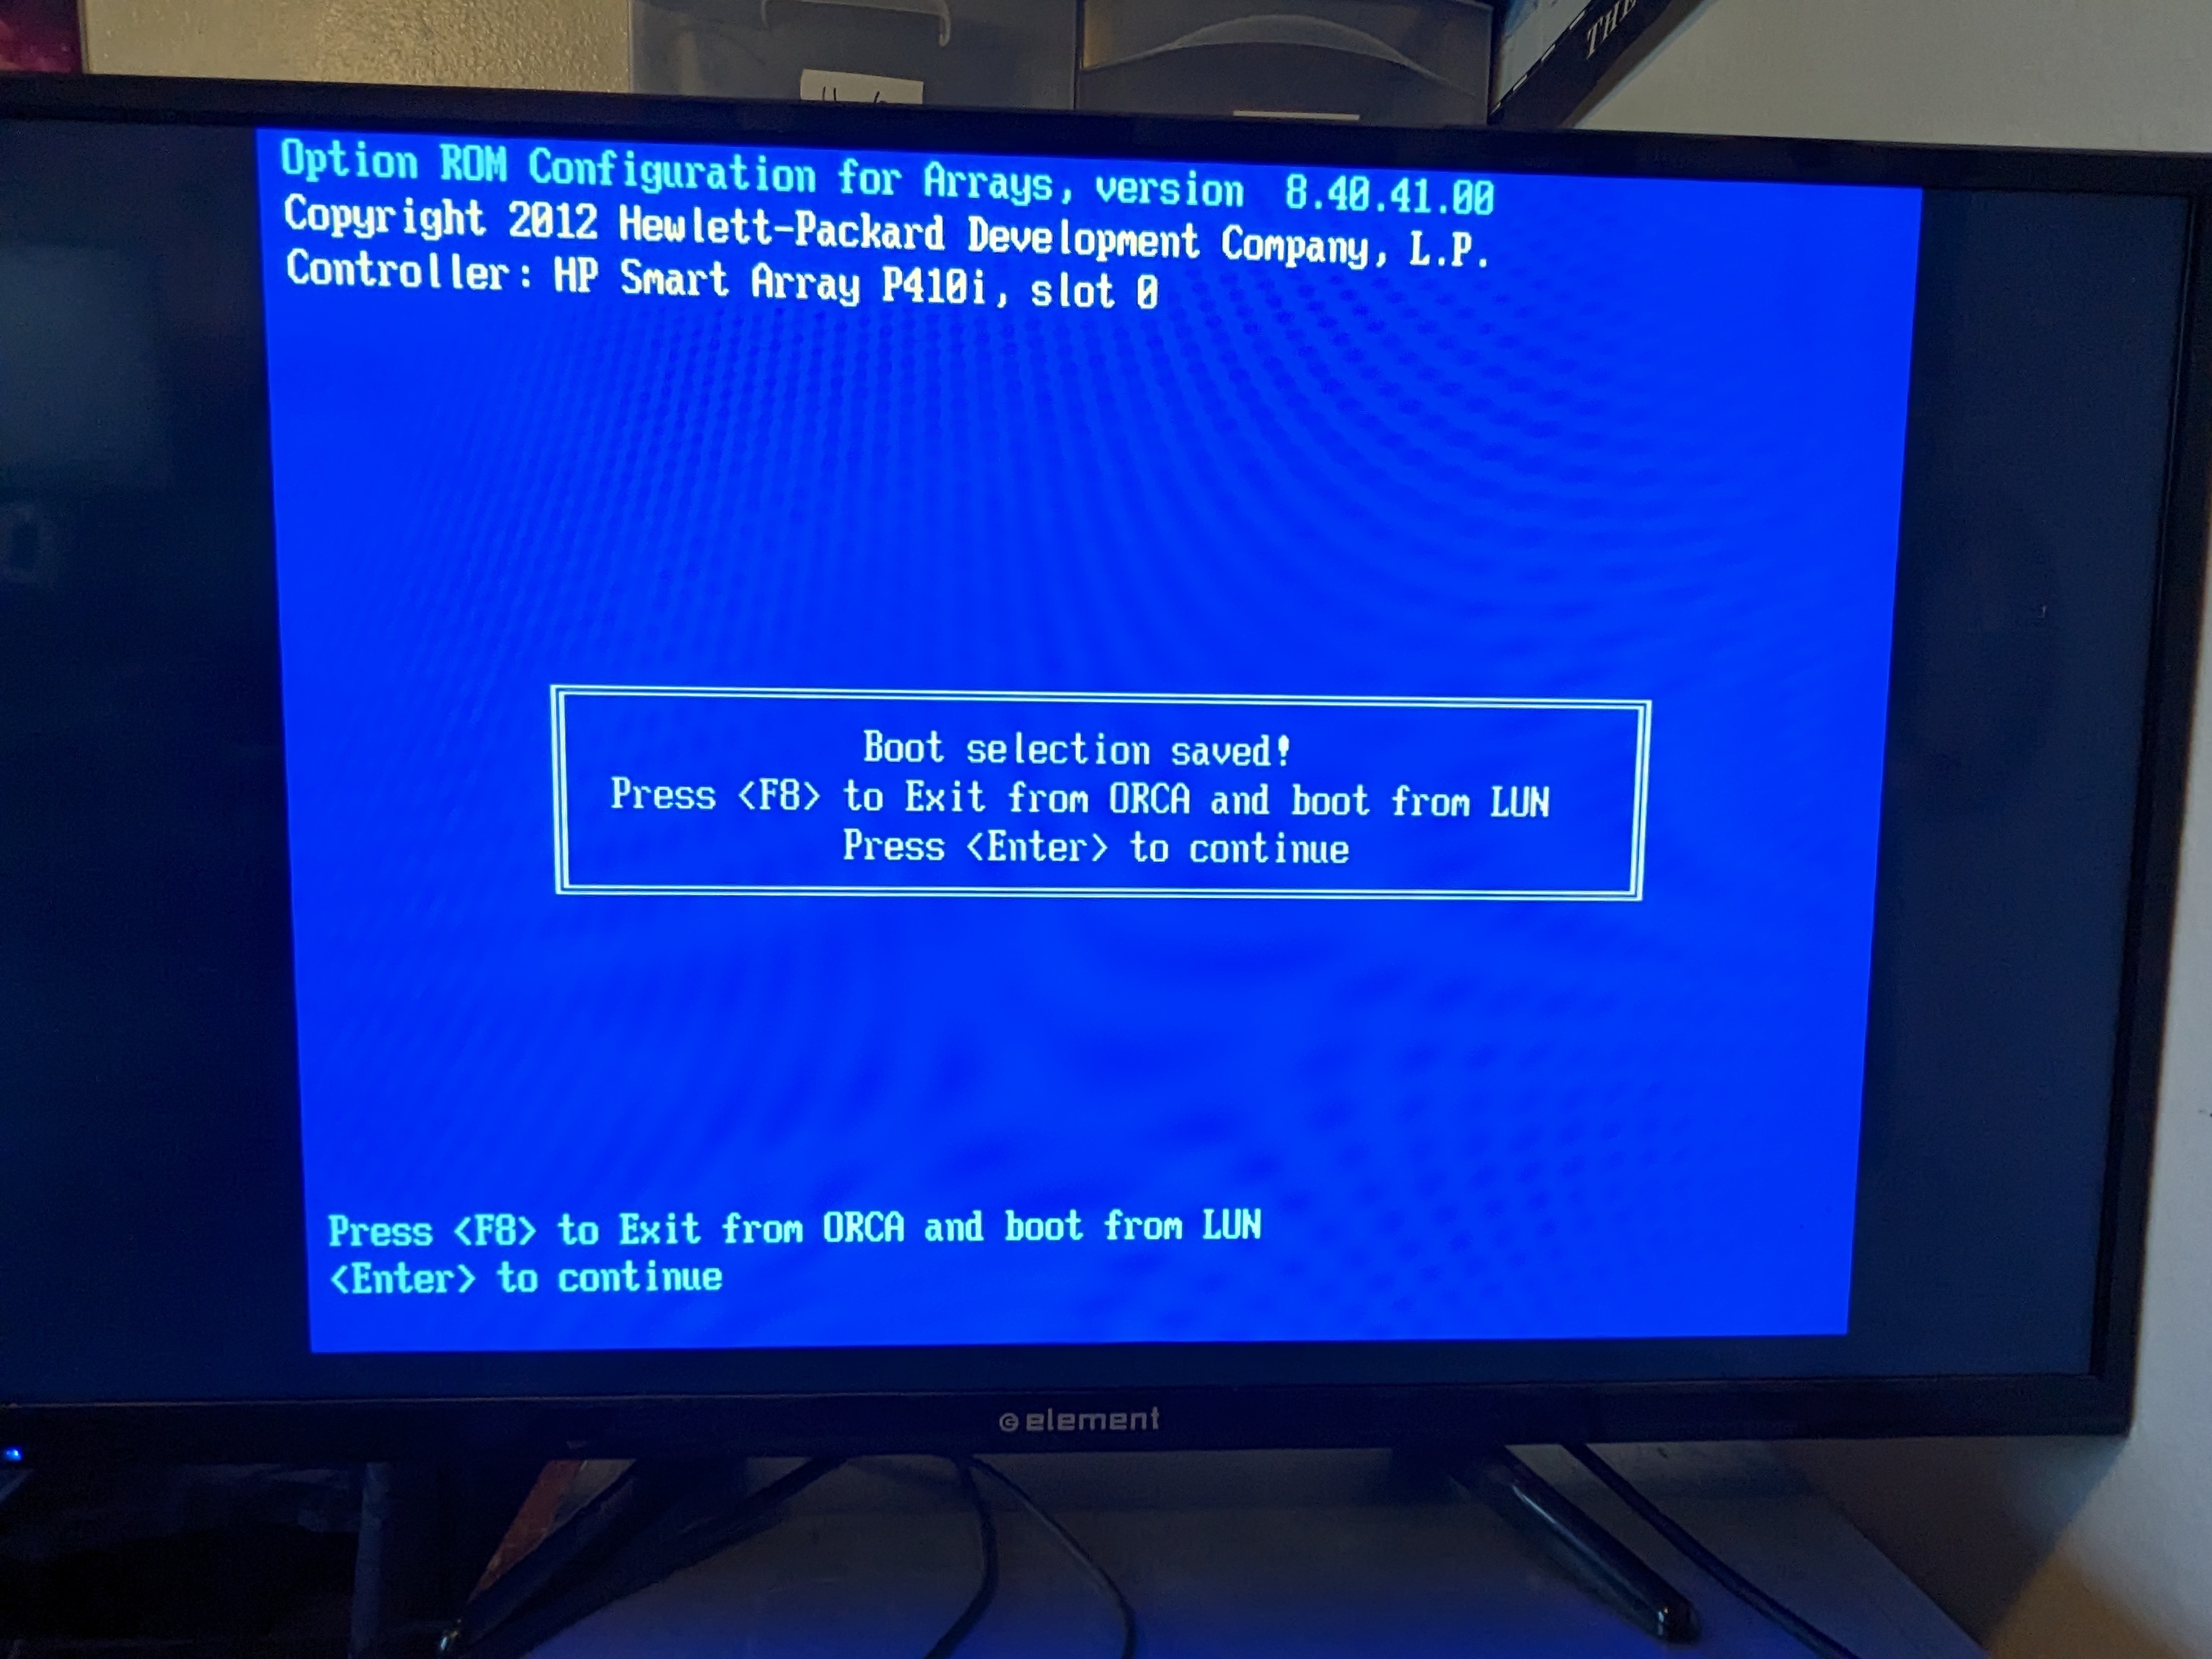 THE
Option ROM Configuration for Arrays, version  8.40.41.00
Copyright 2012 Hewlett-Packard Development Company, L.P.
Controller: HP Smart Array P410i, slot 0
Boot selection saved!
Press <F8> to Exit from ORCA and boot from LUN
Press <Enter> to continue
Press <F8> to Exit from ORCA and boot from LUN
<Enter> to continue
element